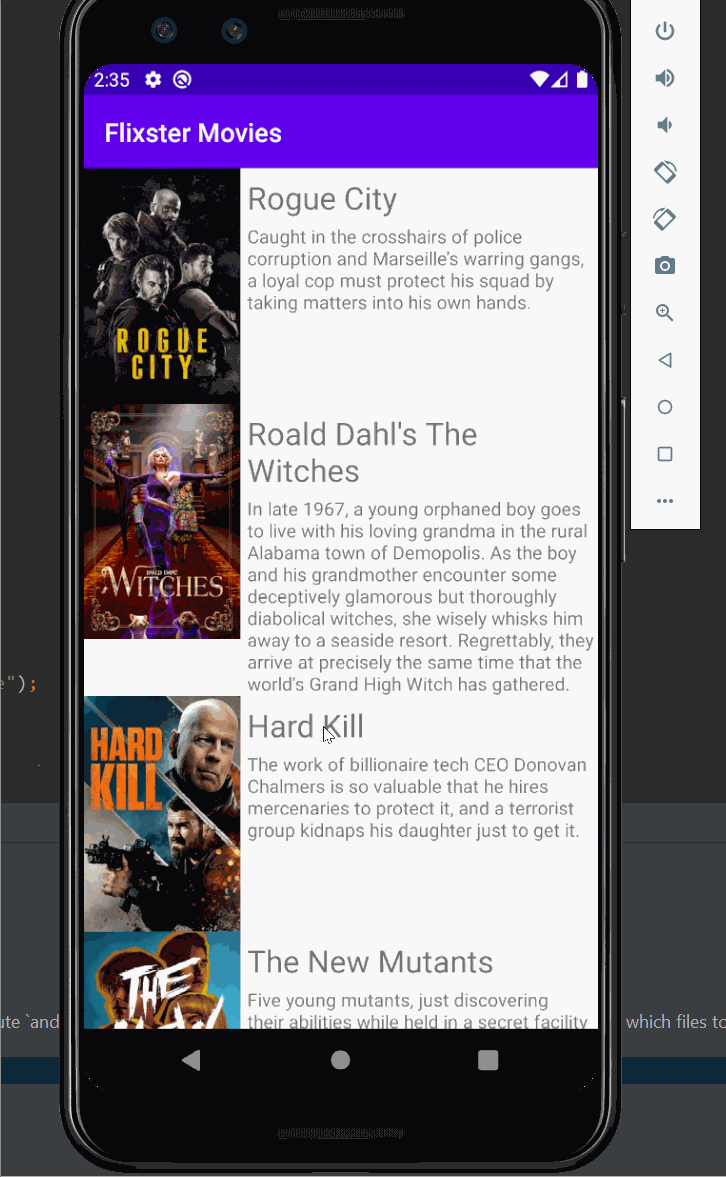 2:35
Flixster Movies
Rogue City
Caught in the crosshairs of police
corruption and Marseille's warring gangs,
a loyal cop must protect his squad by
taking matters into his own hands.
ROGUE
CITY
Roald Dahl's The
Witches
In late 1967, a young orphaned boy goes
to live with his loving grandma in the rural
Alabama town of Demopolis. As the boy
and his grandmother encounter some
deceptively glamorous but thoroughly
diabolical witches, she wisely whisks him
away to a seaside resort. Regrettably, they
arrive at precisely the same time that the
world's Grand High Witch has gathered.
ROALD DAHL'S
WITCHES
e");
Hard Kill
The work of billionaire tech CEO Donovan
Chalmers is so valuable that he hires
mercenaries to protect it, and a terrorist
group kidnaps his daughter just to get it.
HARD
KILL
The New Mutants
Five young mutants, just discovering
their abilities while held in a secret facility
THE
NEW
ute `and
which files to